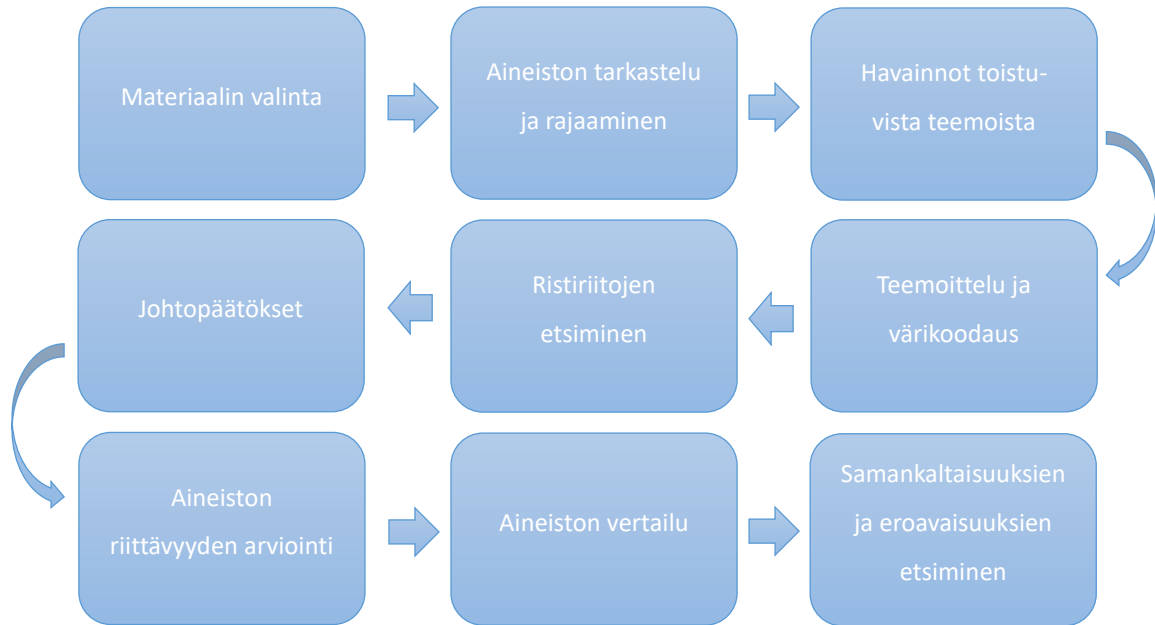 Materiaalin valinta
Aineiston tarkastelu
ja rajaaminen
Havainnot toistu-
vista teemoista
Teemoittelu ja
värikoodaus
Ristiriitojen
etsiminen
Johtopäätökset
Aineiston
riittävyyden arviointi
Aineiston vertailu
Samankaltaisuuksien
ja eroavaisuuksien
etsiminen